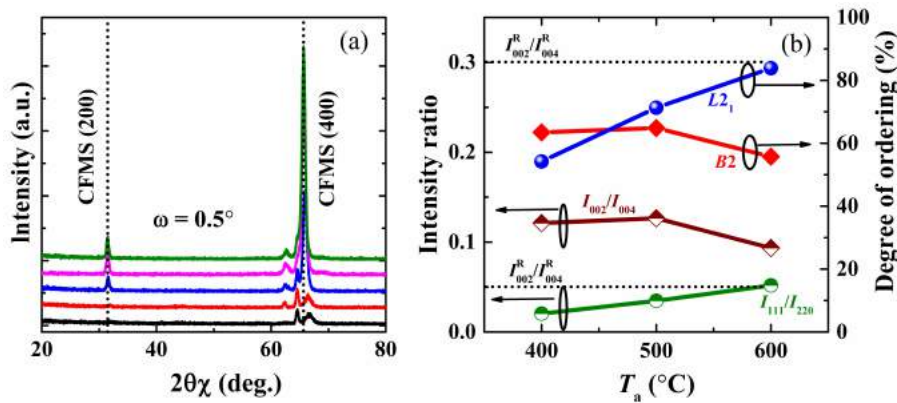 (a)
Intensity (a.u.)
CFMS (200)
CFMS (400)
ω = 0.5°
20 40 60 80
2θχ (deg.)
(b)
Intensity ratio
0.3
0.2
0.1
0.0
I^R_002/I^R_004
L2_1
B2
I_002/I_004
I^R_002/I^R_004
I_111/I_220
400 500 600
T_a (°C)
100
80
60
40
20
0
Degree of ordering (%)